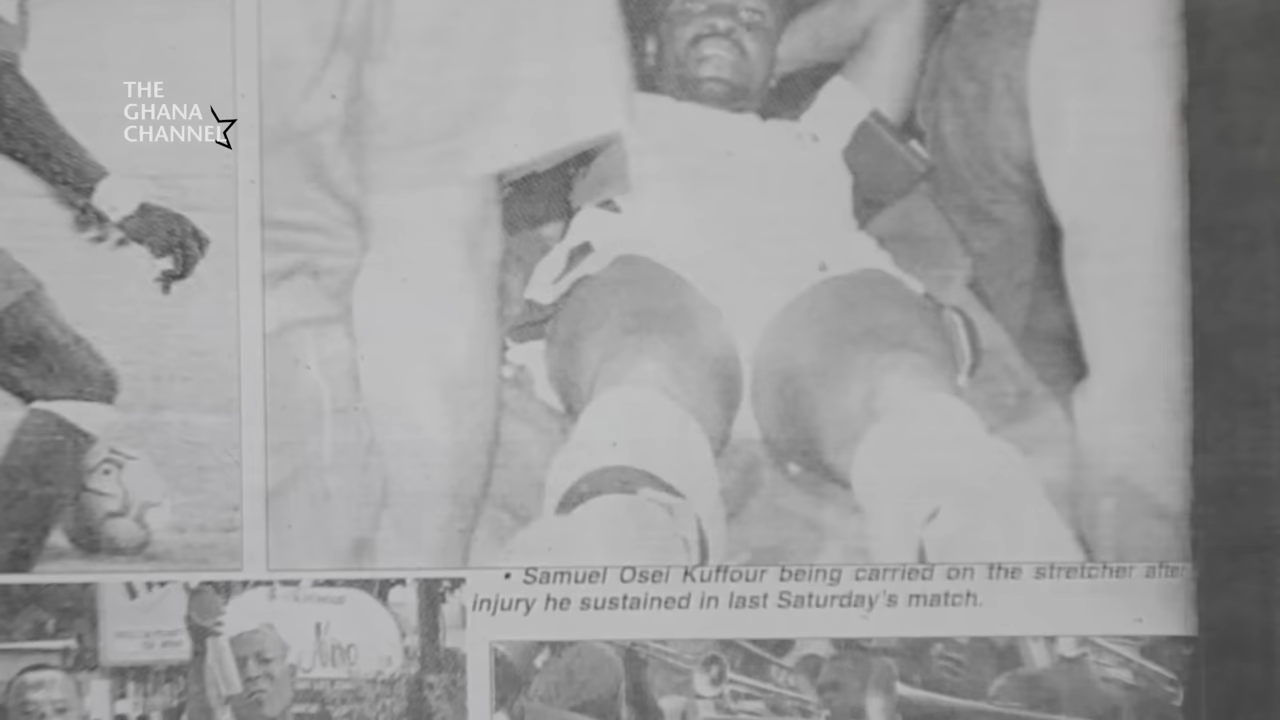 THE
GHANA
CHANNEL
• Samuel Osei Kuffour being carried on the stretcher after
injury he sustained in last Saturday's match.